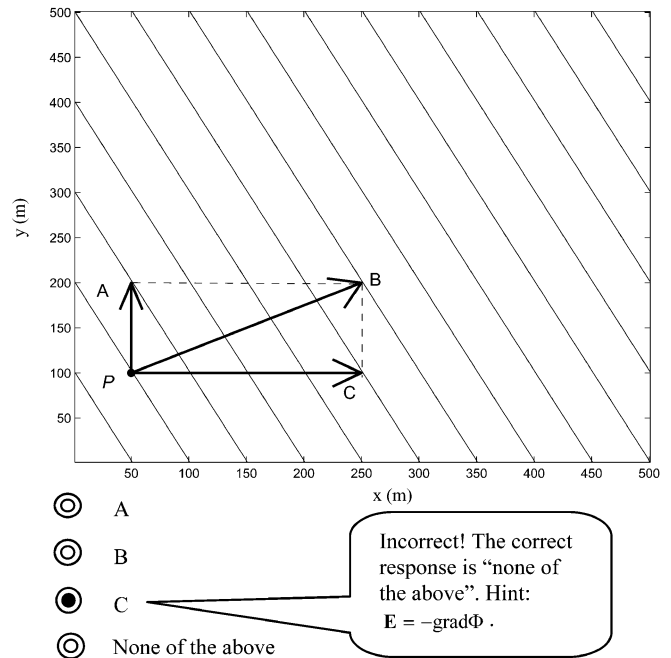 500
450
400
350
300
250
200
150
100
50
y (m)
A
B
P
C
50 100 150 200 250 300 350 400 450 500
x (m)
A
B
C
None of the above
Incorrect! The correct
response is “none of
the above”. Hint:
E = −gradΦ .